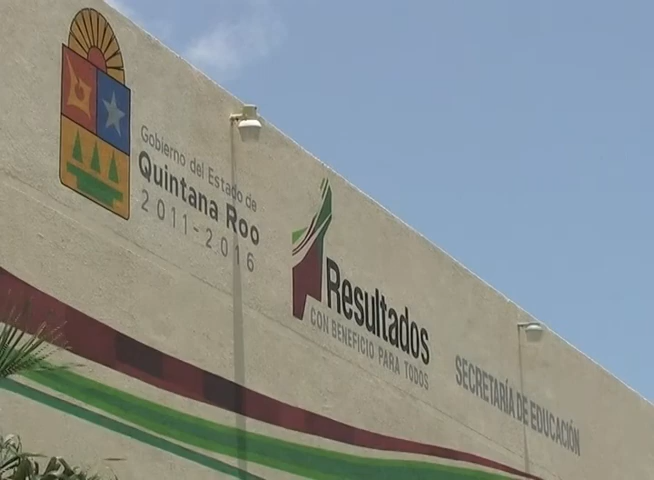 Gobierno del Estado de
Quintana Roo
2011-2016
Resultados
CON BENEFICIO PARA TODOS
SECRETARÍA DE EDUCACIÓN